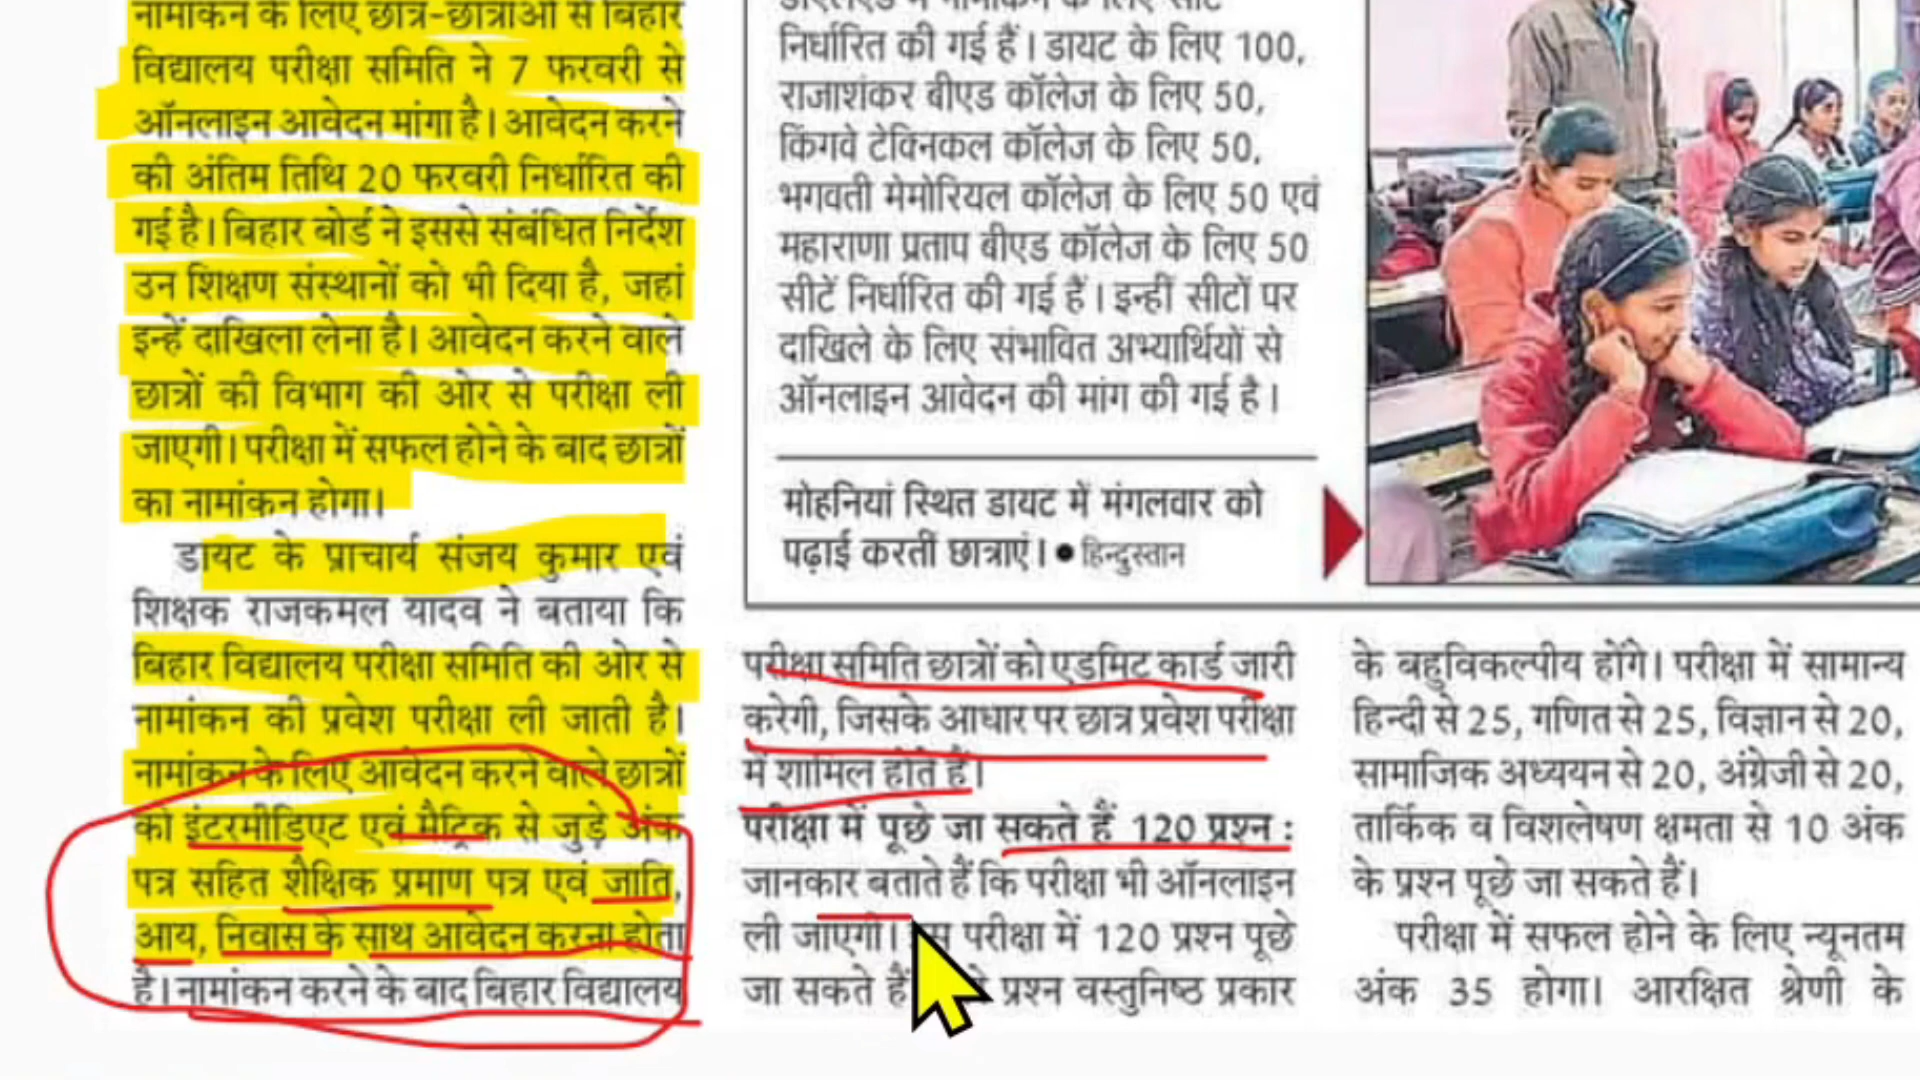 नामांकन के लिए छात्र-छात्राओं से बिहार
विद्यालय परीक्षा समिति ने 7 फरवरी से
ऑनलाइन आवेदन मांगा है। आवेदन करने
की अंतिम तिथि 20 फरवरी निर्धारित की
गई है। बिहार बोर्ड ने इससे संबंधित निर्देश
उन शिक्षण संस्थानों को भी दिया है, जहां
इन्हें दाखिला लेना है। आवेदन करने वाले
छात्रों की विभाग की ओर से परीक्षा ली
जाएगी। परीक्षा में सफल होने के बाद छात्रों
का नामांकन होगा।
डायट के प्राचार्य संजय कुमार एवं
शिक्षक राजकमल यादव ने बताया कि
बिहार विद्यालय परीक्षा समिति की ओर से
नामांकन की प्रवेश परीक्षा ली जाती है।
नामांकन के लिए आवेदन करने वाले छात्रों
को इंटरमीडिएट एवं मैट्रिक से जुड़े अंक
पत्र सहित शैक्षिक प्रमाण पत्र एवं जाति,
आय, निवास के साथ आवेदन करना होता
है। नामांकन करने के बाद बिहार विद्यालय
डीएलएड में नामांकन के लिए सीटें
निर्धारित की गई हैं। डायट के लिए 100,
राजाशंकर बीएड कॉलेज के लिए 50,
किंगवे टेक्निकल कॉलेज के लिए 50,
भगवती मेमोरियल कॉलेज के लिए 50 एवं
महाराणा प्रताप बीएड कॉलेज के लिए 50
सीटें निर्धारित की गई हैं। इन्हीं सीटों पर
दाखिले के लिए संभावित अभ्यार्थियों से
ऑनलाइन आवेदन की मांग की गई है।
मोहनियां स्थित डायट में मंगलवार को
पढ़ाई करतीं छात्राएं। ● हिन्दुस्तान
परीक्षा समिति छात्रों को एडमिट कार्ड जारी
करेगी, जिसके आधार पर छात्र प्रवेश परीक्षा
में शामिल होते हैं।
परीक्षा में पूछे जा सकते हैं 120 प्रश्न :
जानकार बताते हैं कि परीक्षा भी ऑनलाइन
ली जाएगी। परीक्षा में 120 प्रश्न पूछे
जा सकते हैं प्रश्न वस्तुनिष्ठ प्रकार
के बहुविकल्पीय होंगे। परीक्षा में सामान्य
हिन्दी से 25, गणित से 25, विज्ञान से 20,
सामाजिक अध्ययन से 20, अंग्रेजी से 20,
तार्किक व विशलेषण क्षमता से 10 अंक
के प्रश्न पूछे जा सकते हैं।
परीक्षा में सफल होने के लिए न्यूनतम
अंक 35 होगा। आरक्षित श्रेणी के